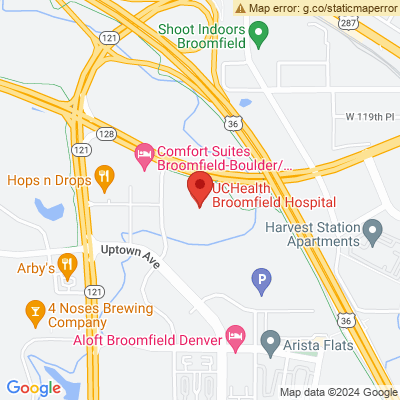 Map error: g.co/staticmaperror
Shoot Indoors
Broomfield
287
121
36
W 119th Pl
128
121
Comfort Suites
Broomfield-Boulder/...
Hops n Drops
UCHealth
Broomfield Hospital
Harvest Station
Apartments
Uptown Ave
Arby's
P
121
4 Noses Brewing
Company
36
Aloft Broomfield Denver
Arista Flats
Google
Map data ©2024 Google